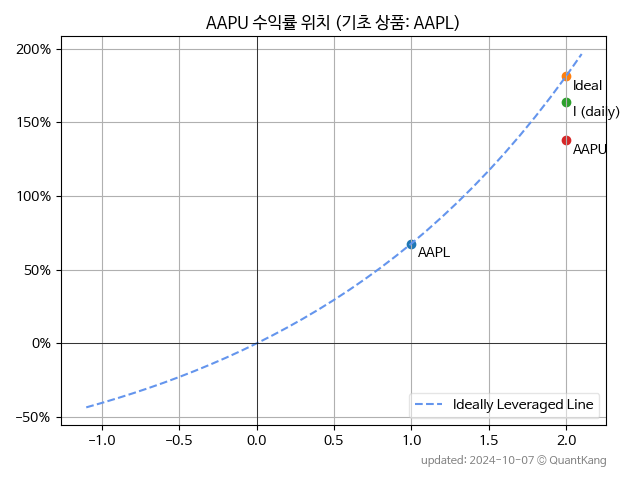 AAPU 수익률 위치 (기초 상품: AAPL)
200%
150%
100%
50%
0%
−50%
Ideal
I (daily)
AAPU
AAPL
Ideally Leveraged Line
−1.0
−0.5
0.0
0.5
1.0
1.5
2.0
updated: 2024-10-07 © QuantKang